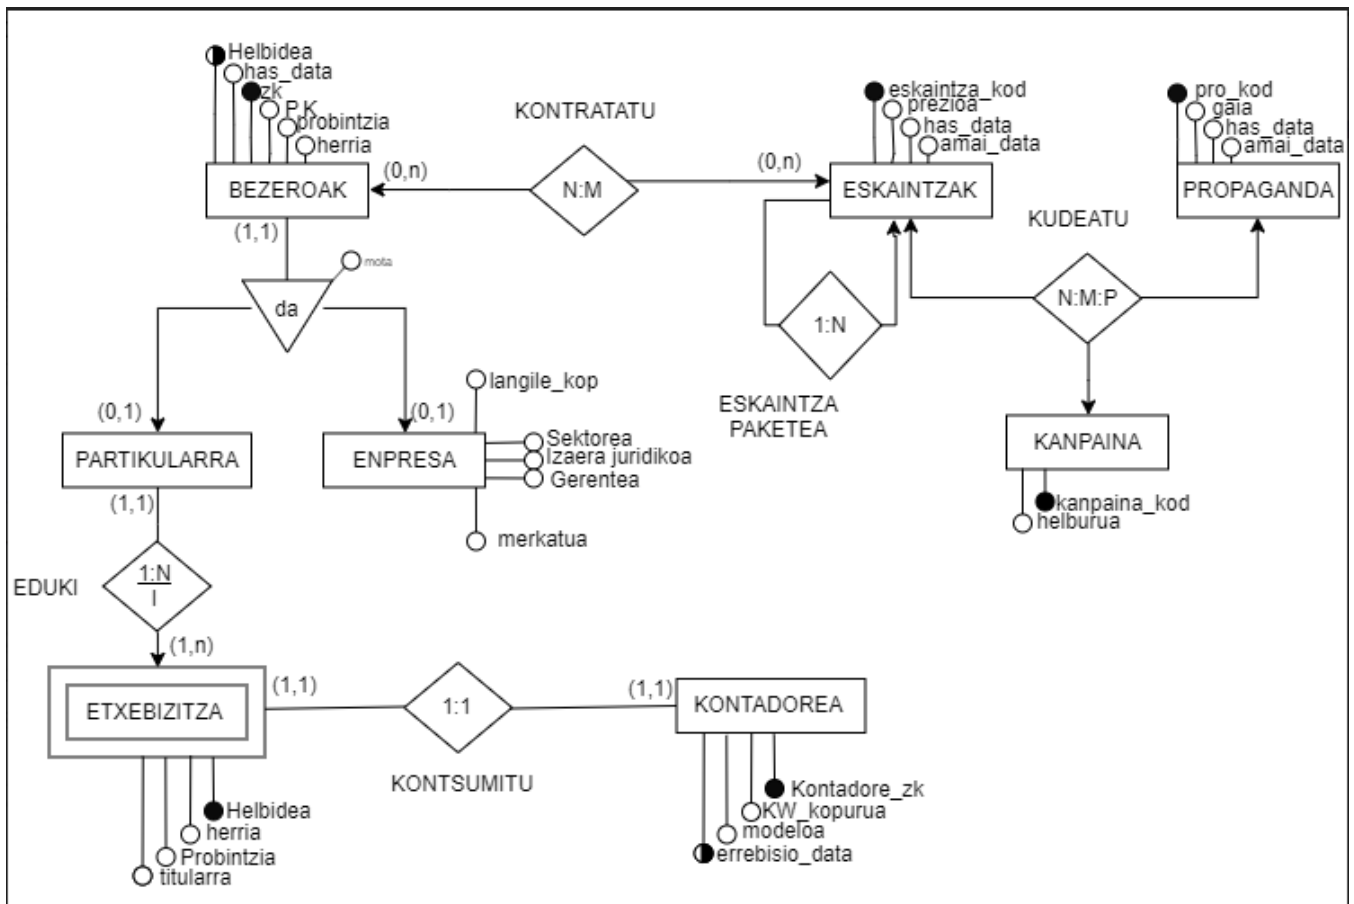 Helbidea
has_data
zk
P.K
probintzia
herria
KONTRATATU
eskaintza_kod
prezioa
has_data
amai_data
pro_kod
gaia
has_data
amai_data
BEZEROAK
(0,n)
N:M
(0,n)
ESKAINTZAK
PROPAGANDA
(1,1)
KUDEATU
mota
da
N:M:P
1:N
langile_kop
ESKAINTZA
PAKETEA
(0,1)
(0,1)
PARTIKULARRA
ENPRESA
Sektorea
Izaera juridikoa
Gerentea
KANPAINA
(1,1)
kanpaina_kod
helburua
merkatua
EDUKI
1:N
I
(1,n)
ETXEBIZITZA
(1,1)
1:1
(1,1)
KONTADOREA
KONTSUMITU
Helbidea
herria
Probintzia
titularra
Kontadore_zk
KW_kopurua
modeloa
errebisio_data